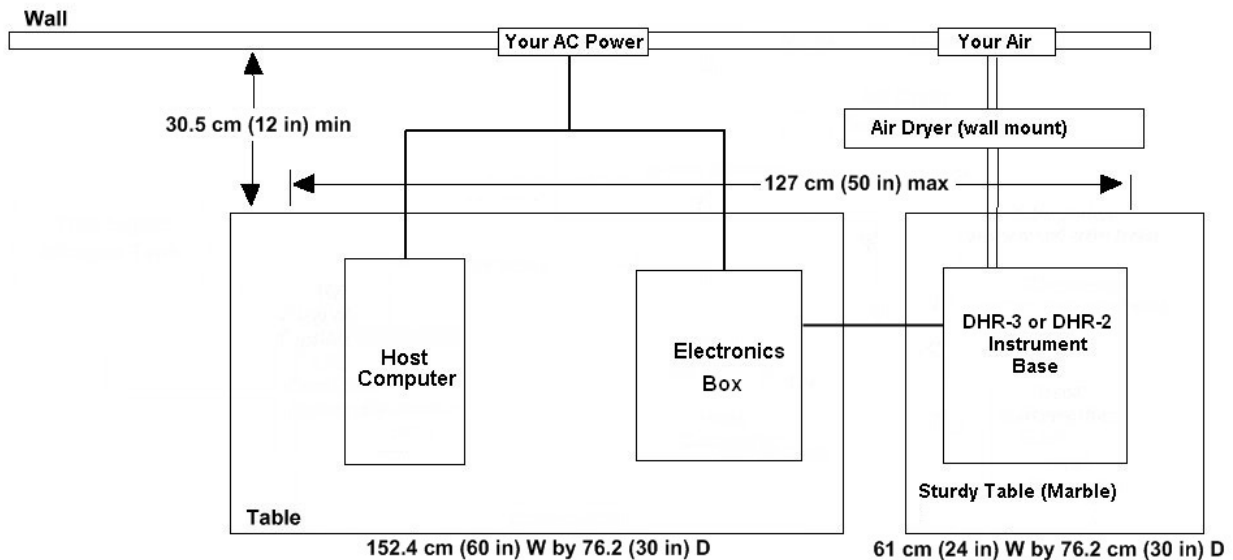 Wall
Your AC Power
Your Air
30.5 cm (12 in) min
Air Dryer (wall mount)
127 cm (50 in) max
Host
Computer
Electronics
Box
DHR-3 or DHR-2
Instrument
Base
Sturdy Table (Marble)
Table
152.4 cm (60 in) W by 76.2 (30 in) D
61 cm (24 in) W by 76.2 cm (30 in) D